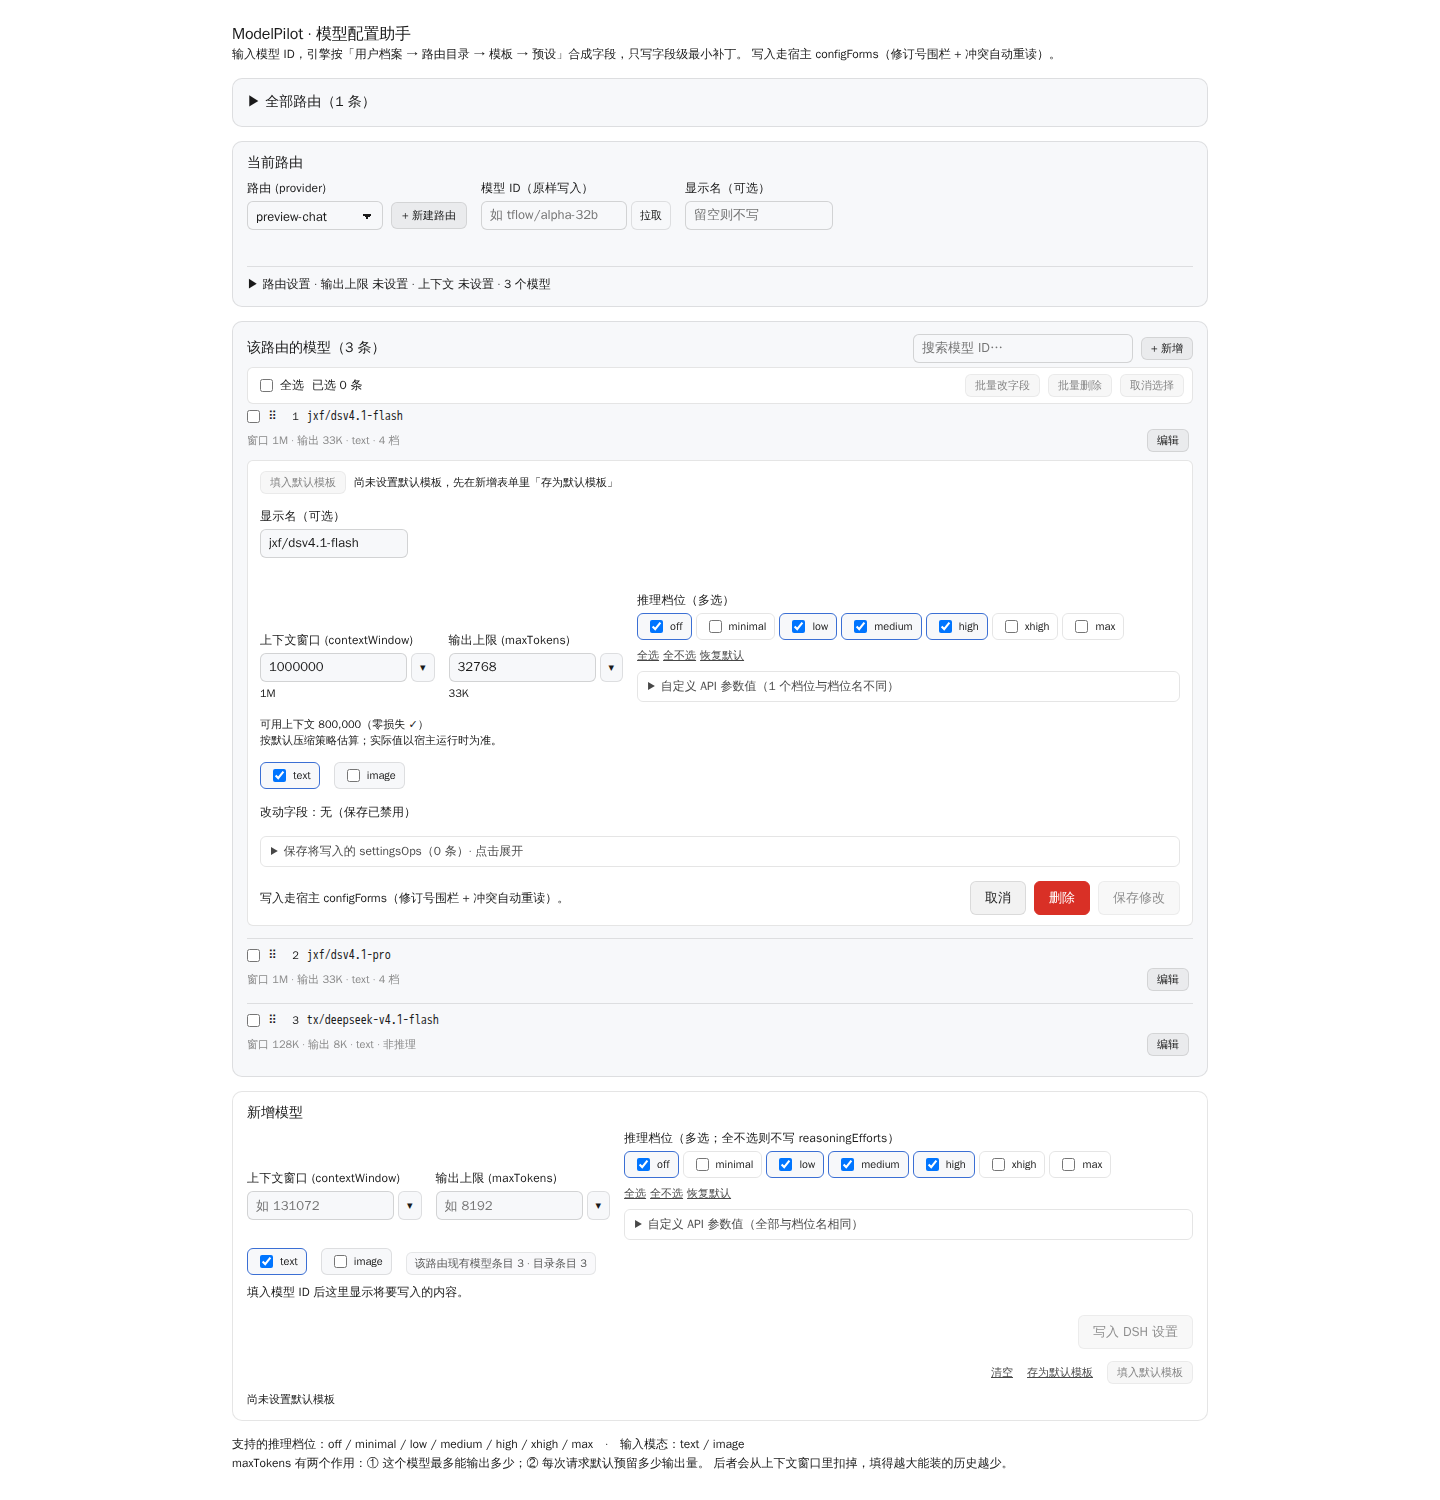 ModelPilot · 模型配置助手
输入模型 ID，引擎按「用户档案 → 路由目录 → 模板 → 预设」合成字段，只写字段级最小补丁。 写入走宿主 configForms（修订号围栏 + 冲突自动重读）。
▶ 全部路由（1 条）
当前路由
路由 (provider) 模型 ID（原样写入） 显示名（可选）
preview-chat + 新建路由 如 tflow/alpha-32b 拉取 留空则不写
▶ 路由设置 · 输出上限 未设置 · 上下文 未设置 · 3 个模型
该路由的模型（3 条） 搜索模型 ID… + 新增
全选 已选 0 条 批量改字段 批量删除 取消选择
⠿ 1 jxf/dsv4.1-flash
窗口 1M · 输出 33K · text · 4 档 编辑
填入默认模板 尚未设置默认模板，先在新增表单里「存为默认模板」
显示名（可选）
jxf/dsv4.1-flash
推理档位（多选）
off minimal low medium high xhigh max
上下文窗口 (contextWindow) 输出上限 (maxTokens)
全选 全不选 恢复默认
1000000 ▾ 32768 ▾
▶ 自定义 API 参数值（1 个档位与档位名不同）
1M 33K
可用上下文 800,000（零损失 ✓）
按默认压缩策略估算；实际值以宿主运行时为准。
text image
改动字段：无（保存已禁用）
▶ 保存将写入的 settingsOps（0 条）· 点击展开
写入走宿主 configForms（修订号围栏 + 冲突自动重读）。 取消 删除 保存修改
⠿ 2 jxf/dsv4.1-pro
窗口 1M · 输出 33K · text · 4 档 编辑
⠿ 3 tx/deepseek-v4.1-flash
窗口 128K · 输出 8K · text · 非推理 编辑
新增模型
推理档位（多选；全不选则不写 reasoningEfforts）
off minimal low medium high xhigh max
上下文窗口 (contextWindow) 输出上限 (maxTokens)
全选 全不选 恢复默认
如 131072 ▾ 如 8192 ▾
▶ 自定义 API 参数值（全部与档位名相同）
text image 该路由现有模型条目 3 · 目录条目 3
填入模型 ID 后这里显示将要写入的内容。
写入 DSH 设置
清空 存为默认模板 填入默认模板
尚未设置默认模板
支持的推理档位：off / minimal / low / medium / high / xhigh / max · 输入模态：text / image
maxTokens 有两个作用：① 这个模型最多能输出多少；② 每次请求默认预留多少输出量。 后者会从上下文窗口里扣掉，填得越大能装的历史越少。